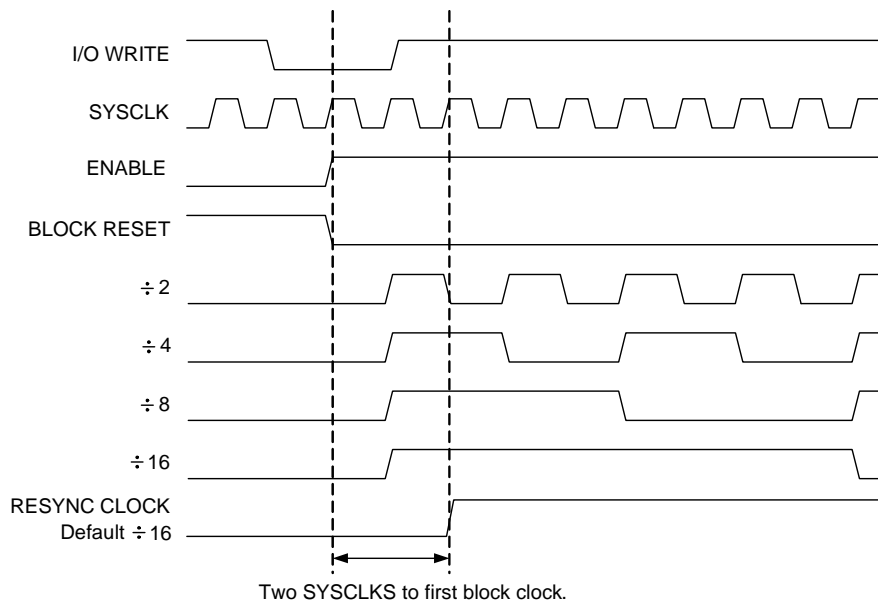 I/O WRITE
SYSCLK
ENABLE
BLOCK RESET
÷ 2
÷ 4
÷ 8
÷ 16
RESYNC CLOCK
Default ÷ 16
Two SYSCLKS to first block clock.